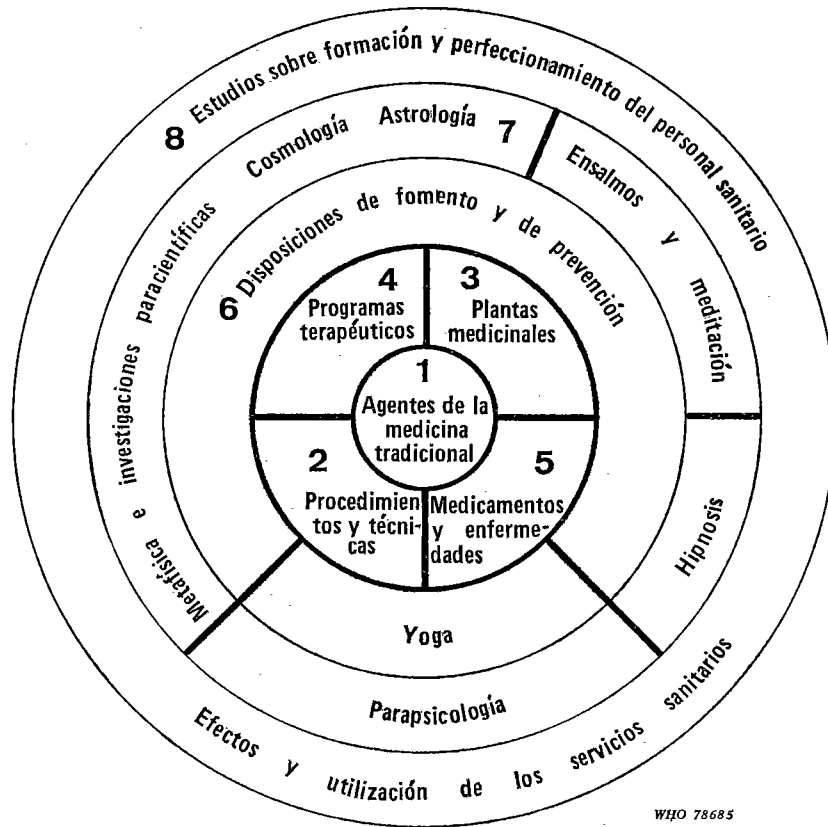 8 Estudios sobre formación y perfeccionamiento del personal sanitario
Metafísica e investigaciones paracientíficas Cosmología Astrología 7
Ensalmos y meditación
6 Disposiciones de fomento y de prevención
4
Programas
terapéuticos
3
Plantas
medicinales
1
Agentes de la
medicina
tradicional
2
Procedimien
tos y técni-
cas
5
Medicamentos
y enferme-
dades
Hipnosis
Yoga
Parapsicología
Efectos y utilización de los servicios sanitarios
WHO 78685